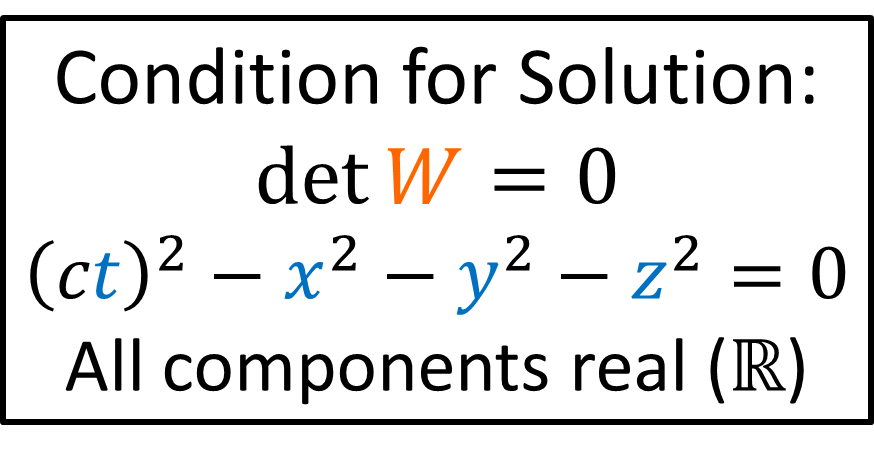 Condition for Solution:
det W = 0
(ct)² − x² − y² − z² = 0
All components real (ℝ)